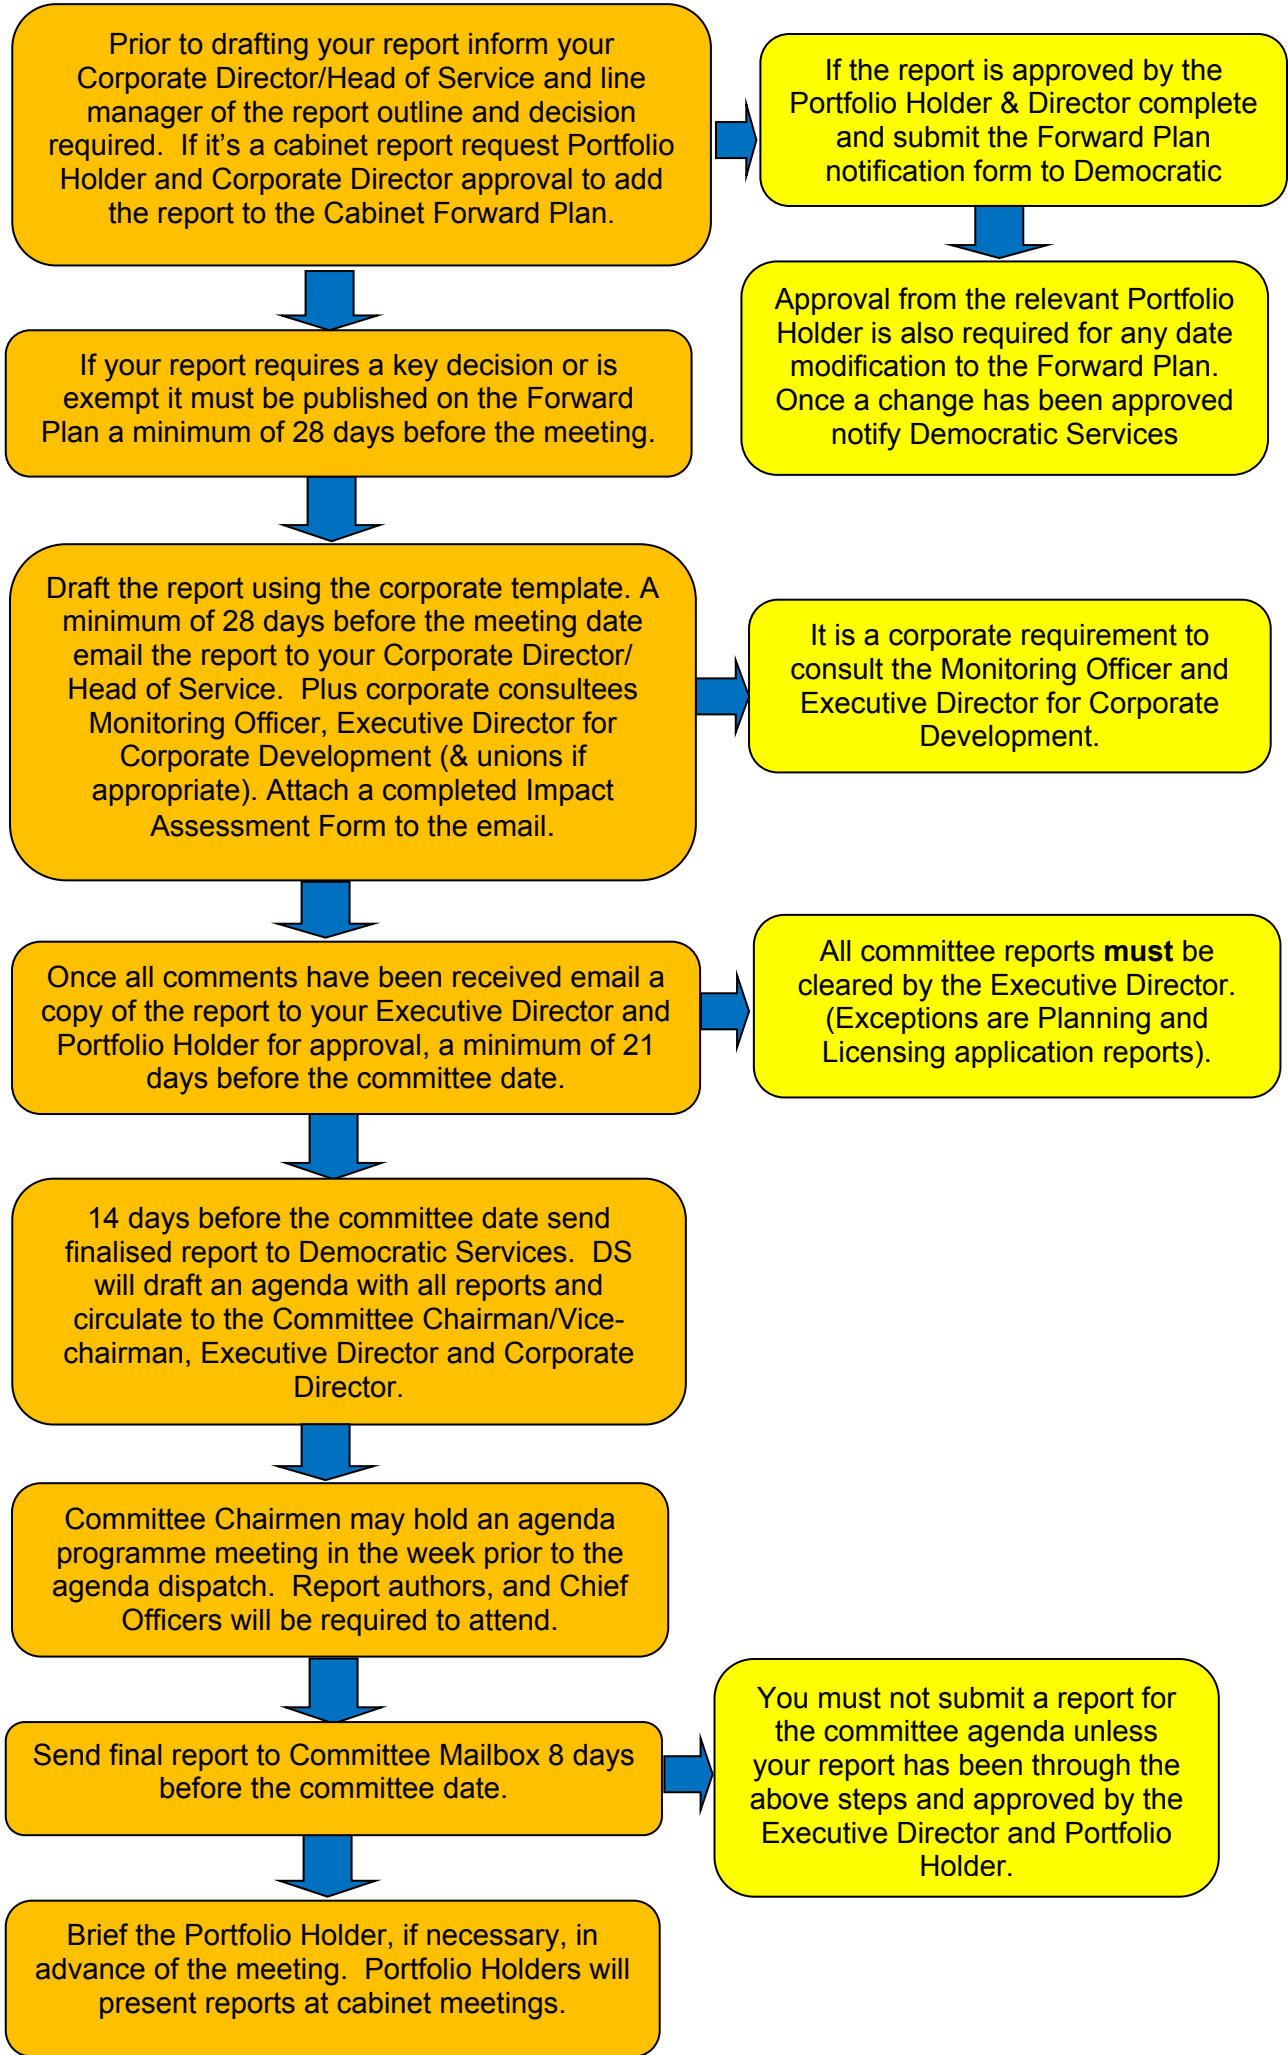 Prior to drafting your report inform your
Corporate Director/Head of Service and line
manager of the report outline and decision
required.  If it's a cabinet report request Portfolio
Holder and Corporate Director approval to add
the report to the Cabinet Forward Plan.
If the report is approved by the
Portfolio Holder & Director complete
and submit the Forward Plan
notification form to Democratic
Approval from the relevant Portfolio
Holder is also required for any date
modification to the Forward Plan.
Once a change has been approved
notify Democratic Services
If your report requires a key decision or is
exempt it must be published on the Forward
Plan a minimum of 28 days before the meeting.
Draft the report using the corporate template. A
minimum of 28 days before the meeting date
email the report to your Corporate Director/
Head of Service.  Plus corporate consultees
Monitoring Officer, Executive Director for
Corporate Development (& unions if
appropriate). Attach a completed Impact
Assessment Form to the email.
It is a corporate requirement to
consult the Monitoring Officer and
Executive Director for Corporate
Development.
Once all comments have been received email a
copy of the report to your Executive Director and
Portfolio Holder for approval, a minimum of 21
days before the committee date.
All committee reports must be
cleared by the Executive Director.
(Exceptions are Planning and
Licensing application reports).
14 days before the committee date send
finalised report to Democratic Services.  DS
will draft an agenda with all reports and
circulate to the Committee Chairman/Vice-
chairman, Executive Director and Corporate
Director.
Committee Chairmen may hold an agenda
programme meeting in the week prior to the
agenda dispatch.  Report authors, and Chief
Officers will be required to attend.
Send final report to Committee Mailbox 8 days
before the committee date.
You must not submit a report for
the committee agenda unless
your report has been through the
above steps and approved by the
Executive Director and Portfolio
Holder.
Brief the Portfolio Holder, if necessary, in
advance of the meeting.  Portfolio Holders will
present reports at cabinet meetings.